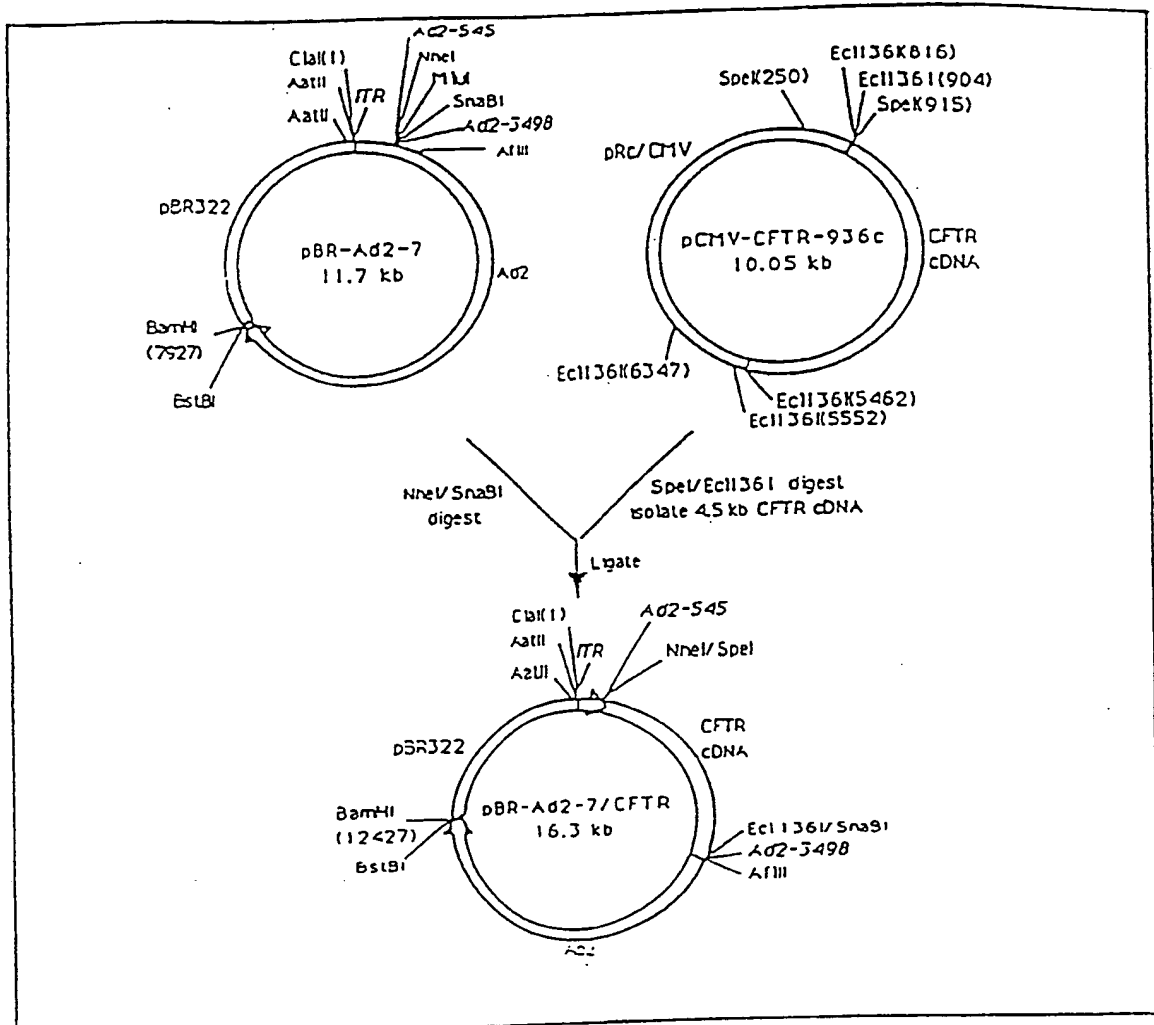 Ad2-545
ClaI(1)
NheI
AatII
ITR
MluI
SnaBI
AatII
Ad2-3498
AflII
pBR322
pBR-Ad2-7
11.7 kb
Ad2
BamHI
(7927)
BstBI
Ecl136I(816)
SpeI(250)
Ecl136I(904)
SpeI(915)
pRc/CMV
pCMV-CFTR-936c
10.05 kb
CFTR
cDNA
Ecl136I(6347)
Ecl136I(5462)
Ecl136I(5552)
NheI/SnaBI
digest
SpeI/Ecl136I digest
isolate 4.5 kb CFTR cDNA
Ligate
ClaI(1)
Ad2-545
AatII
ITR
NheI/SpeI
AatII
CFTR
cDNA
pBR322
pBR-Ad2-7/CFTR
16.3 kb
BamHI
(12427)
BstBI
Ecl136I/SnaBI
Ad2-3498
AflII
Ad2